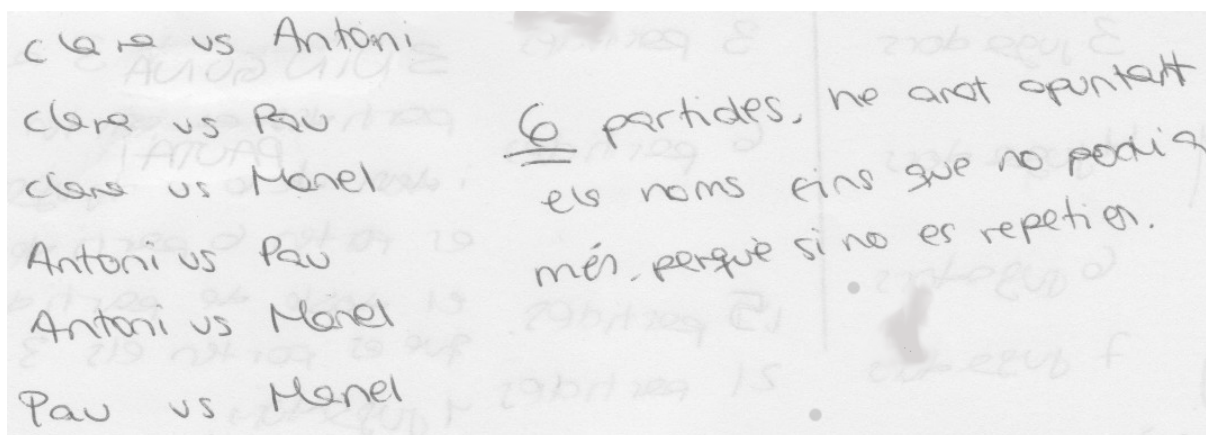 Clara vs Antoni
Clara vs Pau
Clara vs Manel
Antoni vs Pau
Antoni vs Manel
Pau vs Manel
6 partides, he anat apuntant
els noms fins que no podia
més, perquè si no es repetien.